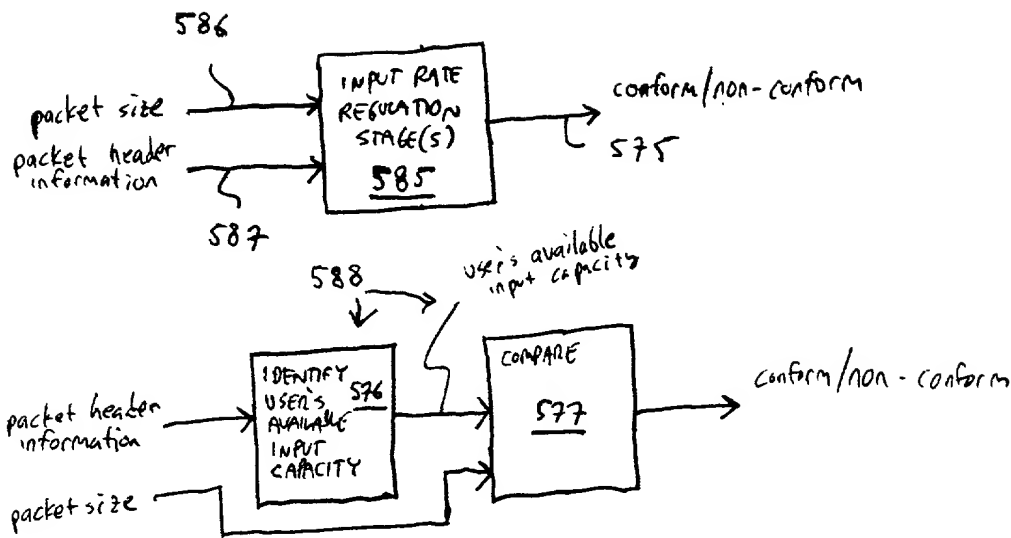 586
packet size
packet header
information
587
INPUT RATE
REGULATION
STAGE(S)
585
conform/non-conform
575
588
user's available
input capacity
packet header
information
packet size
IDENTIFY
USER'S 576
AVAILABLE
INPUT
CAPACITY
COMPARE
577
conform/non-conform